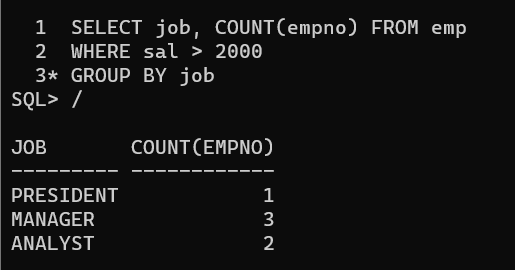 1 SELECT job, COUNT(empno) FROM emp
2 WHERE sal > 2000
3* GROUP BY job
SQL> /
JOB COUNT(EMPNO)
--------- ------------
PRESIDENT 1
MANAGER 3
ANALYST 2